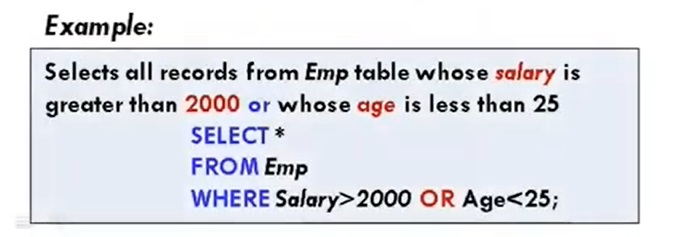 Example:
Selects all records from Emp table whose salary is
greater than 2000 or whose age is less than 25
SELECT *
FROM Emp
WHERE Salary>2000 OR Age<25;